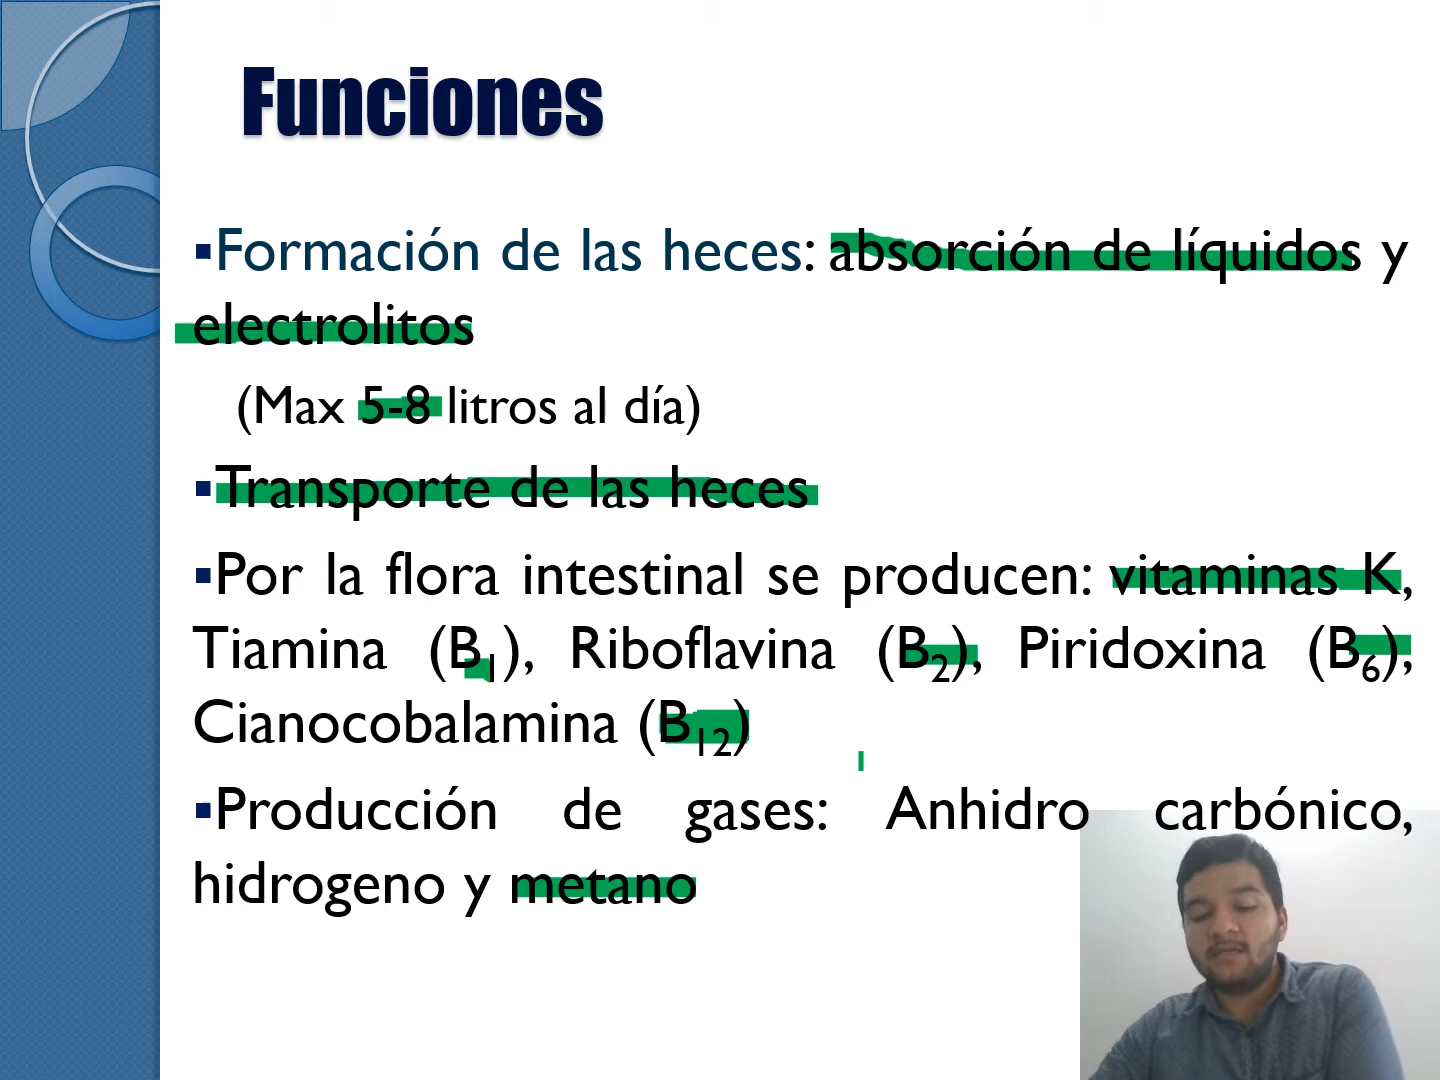 Funciones
▪Formación de las heces: absorción de líquidos y
electrolitos
(Max 5-8 litros al día)
▪Transporte de las heces
▪Por la flora intestinal se producen: vitaminas K,
Tiamina (B₁), Riboflavina (B₂), Piridoxina (B₆),
Cianocobalamina (B₁₂)
▪Producción de gases: Anhidro carbónico,
hidrogeno y metano